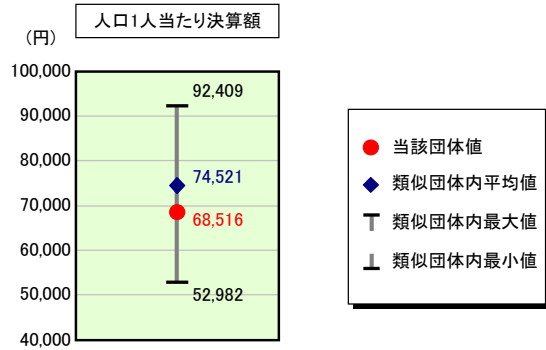 人口1人当たり決算額
(円)
100,000
90,000
80,000
70,000
60,000
50,000
40,000
92,409
74,521
68,516
52,982
当該団体値
類似団体内平均値
類似団体内最大値
類似団体内最小値